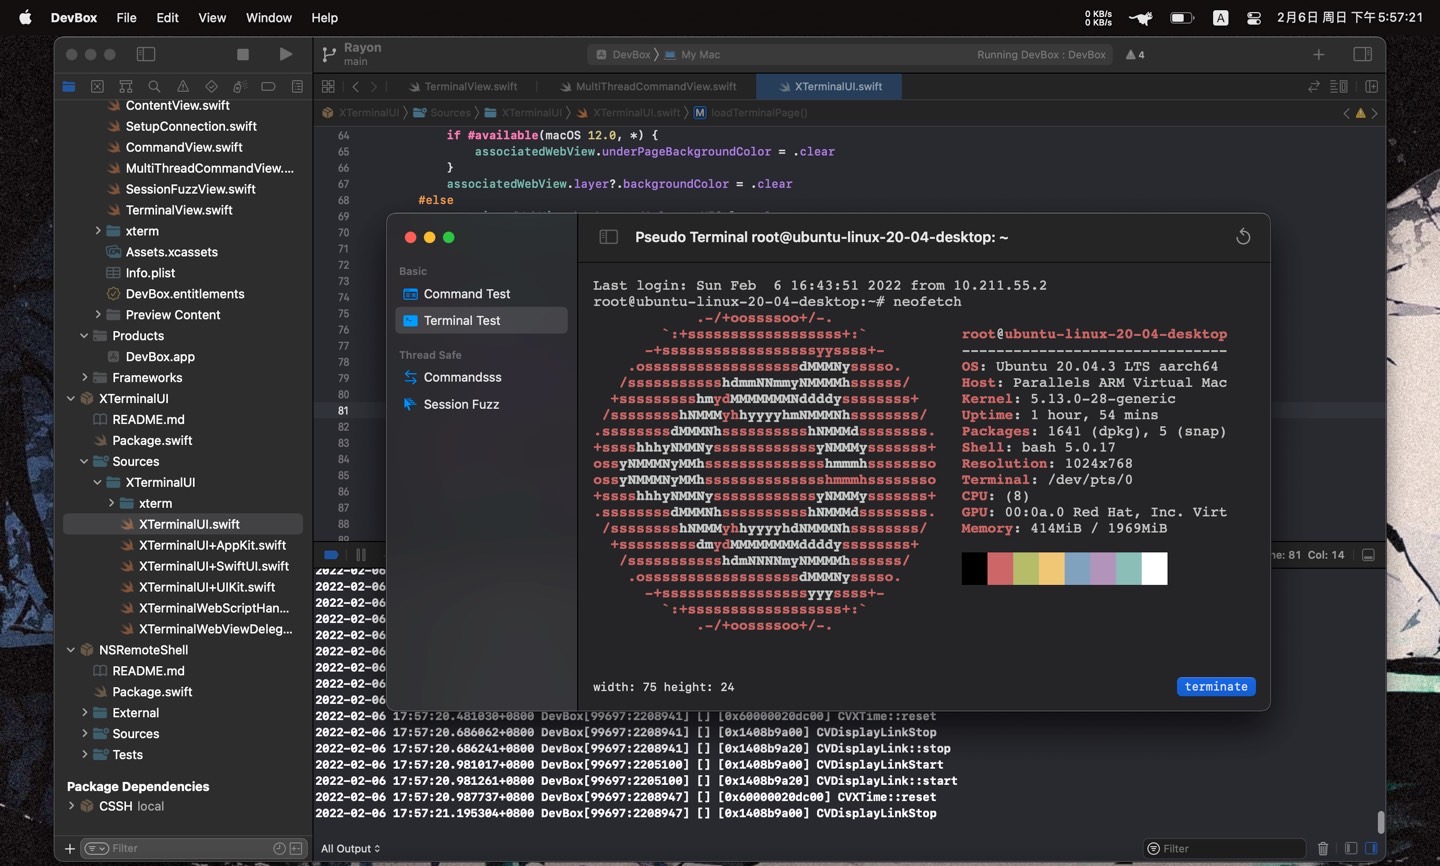 DevBox File Edit View Window Help
0 KB/s
0 KB/s
A
2月6日 周日 下午5:57:21
Rayon
main
DevBox 〉 My Mac
Running DevBox : DevBox
4
TerminalView.swift
MultiThreadCommandView.swift
XTerminalUI.swift
XTerminalUI 〉 Sources 〉 XTerminalUI 〉 XTerminalUI.swift 〉 M loadTerminalPage()
ContentView.swift
SetupConnection.swift
CommandView.swift
MultiThreadCommandView....
SessionFuzzView.swift
TerminalView.swift
xterm
Assets.xcassets
Info.plist
DevBox.entitlements
Preview Content
Products
DevBox.app
Frameworks
XTerminalUI
README.md
Package.swift
Sources
XTerminalUI
xterm
XTerminalUI.swift
XTerminalUI+AppKit.swift
XTerminalUI+SwiftUI.swift
XTerminalUI+UIKit.swift
XTerminalWebScriptHan...
XTerminalWebViewDeleg...
NSRemoteShell
README.md
Package.swift
External
Sources
Tests
Package Dependencies
CSSH local
Filter
64 if #available(macOS 12.0, *) {
65 associatedWebView.underPageBackgroundColor = .clear
66 }
67 associatedWebView.layer?.backgroundColor = .clear
68 #else
69
70
71
72
73
74
75
76
77
78
79
80
81
82
83
84
85
86
87
88
89
Pseudo Terminal root@ubuntu-linux-20-04-desktop: ~
Basic
Command Test
Terminal Test
Thread Safe
Commandsss
Session Fuzz
Last login: Sun Feb  6 16:43:51 2022 from 10.211.55.2
root@ubuntu-linux-20-04-desktop:~# neofetch
.-/+oossssoo+/-.
`:+ssssssssssssssssss+:`
-+ssssssssssssssssssyyssss+-
.ossssssssssssssssssdMMMNysssso.
/ssssssssssshdmmNNmmyNMMMMhssssss/
+ssssssssshmydMMMMMMMNddddyssssssss+
/sssssssshNMMMyhhyyyyhmNMMMNhssssssss/
.ssssssssdMMMNhsssssssssshNMMMdssssssss.
+sssshhhyNMMNyssssssssssssyNMMMysssssss+
ossyNMMMNyMMhsssssssssssssshmmmhssssssso
ossyNMMMNyMMhsssssssssssssshmmmhssssssso
+sssshhhyNMMNyssssssssssssyNMMMysssssss+
.ssssssssdMMMNhsssssssssshNMMMdssssssss.
/sssssssshNMMMyhhyyyyhdNMMMNhssssssss/
+sssssssssdmydMMMMMMMMddddyssssssss+
/ssssssssssshdmNNNNmyNMMMMhssssss/
.ossssssssssssssssssdMMMNysssso.
-+sssssssssssssssssyyyssss+-
`:+ssssssssssssssssss+:`
.-/+oossssoo+/-.
root@ubuntu-linux-20-04-desktop
-------------------------------
OS: Ubuntu 20.04.3 LTS aarch64
Host: Parallels ARM Virtual Mac
Kernel: 5.13.0-28-generic
Uptime: 1 hour, 54 mins
Packages: 1641 (dpkg), 5 (snap)
Shell: bash 5.0.17
Resolution: 1024x768
Terminal: /dev/pts/0
CPU: (8)
GPU: 00:0a.0 Red Hat, Inc. Virt
Memory: 414MiB / 1969MiB
width: 75 height: 24
terminate
ne: 81 Col: 14
2022-02-06
2022-02-06
2022-02-06
2022-02-06
2022-02-06
2022-02-06
2022-02-06
2022-02-06
2022-02-06
2022-02-06 17:57:20.481030+0800 DevBox[99697:2208941] [] [0x60000020dc00] CVXTime::reset
2022-02-06 17:57:20.686062+0800 DevBox[99697:2208941] [] [0x1408b9a00] CVDisplayLinkStop
2022-02-06 17:57:20.686241+0800 DevBox[99697:2208941] [] [0x1408b9a20] CVDisplayLink::stop
2022-02-06 17:57:20.981017+0800 DevBox[99697:2205100] [] [0x1408b9a00] CVDisplayLinkStart
2022-02-06 17:57:20.981261+0800 DevBox[99697:2205100] [] [0x1408b9a20] CVDisplayLink::start
2022-02-06 17:57:20.987737+0800 DevBox[99697:2208947] [] [0x60000020dc00] CVXTime::reset
2022-02-06 17:57:21.195304+0800 DevBox[99697:2208947] [] [0x1408b9a00] CVDisplayLinkStop
All Output
Filter